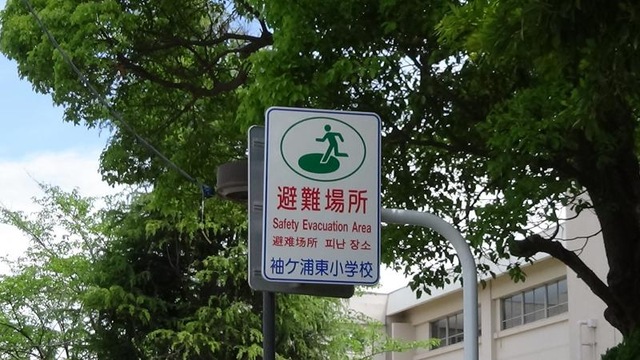 避難場所
Safety Evacuation Area
避难场所 피난 장소
袖ケ浦東小学校